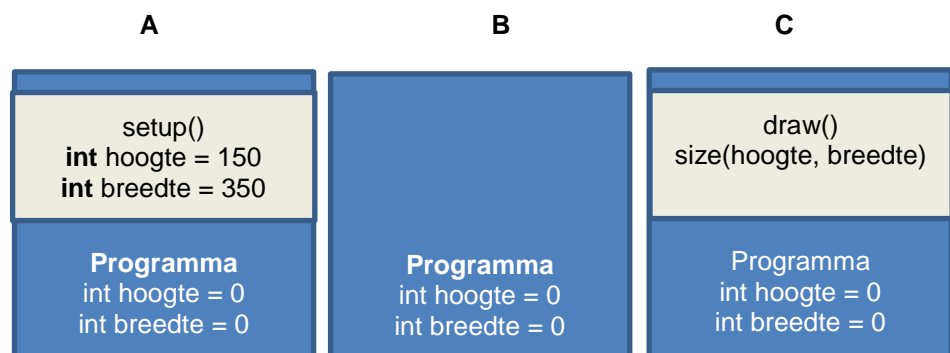 A
B
C
setup()
int hoogte = 150
int breedte = 350
Programma
int hoogte = 0
int breedte = 0
Programma
int hoogte = 0
int breedte = 0
draw()
size(hoogte, breedte)
Programma
int hoogte = 0
int breedte = 0